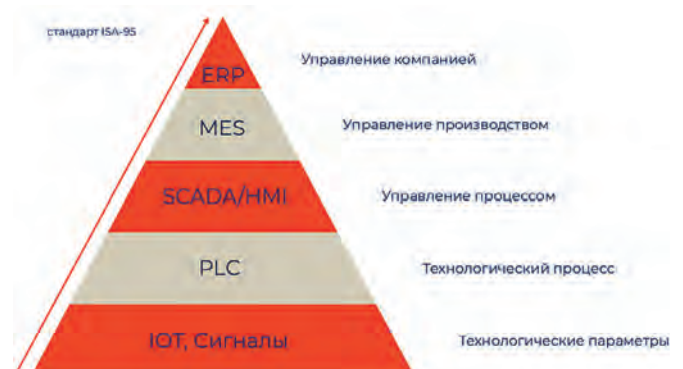 стандарт ISA-95
ERP
Управление компанией
MES
Управление производством
SCADA/HMI
Управление процессом
PLC
Технологический процесс
IOT, Сигналы
Технологические параметры